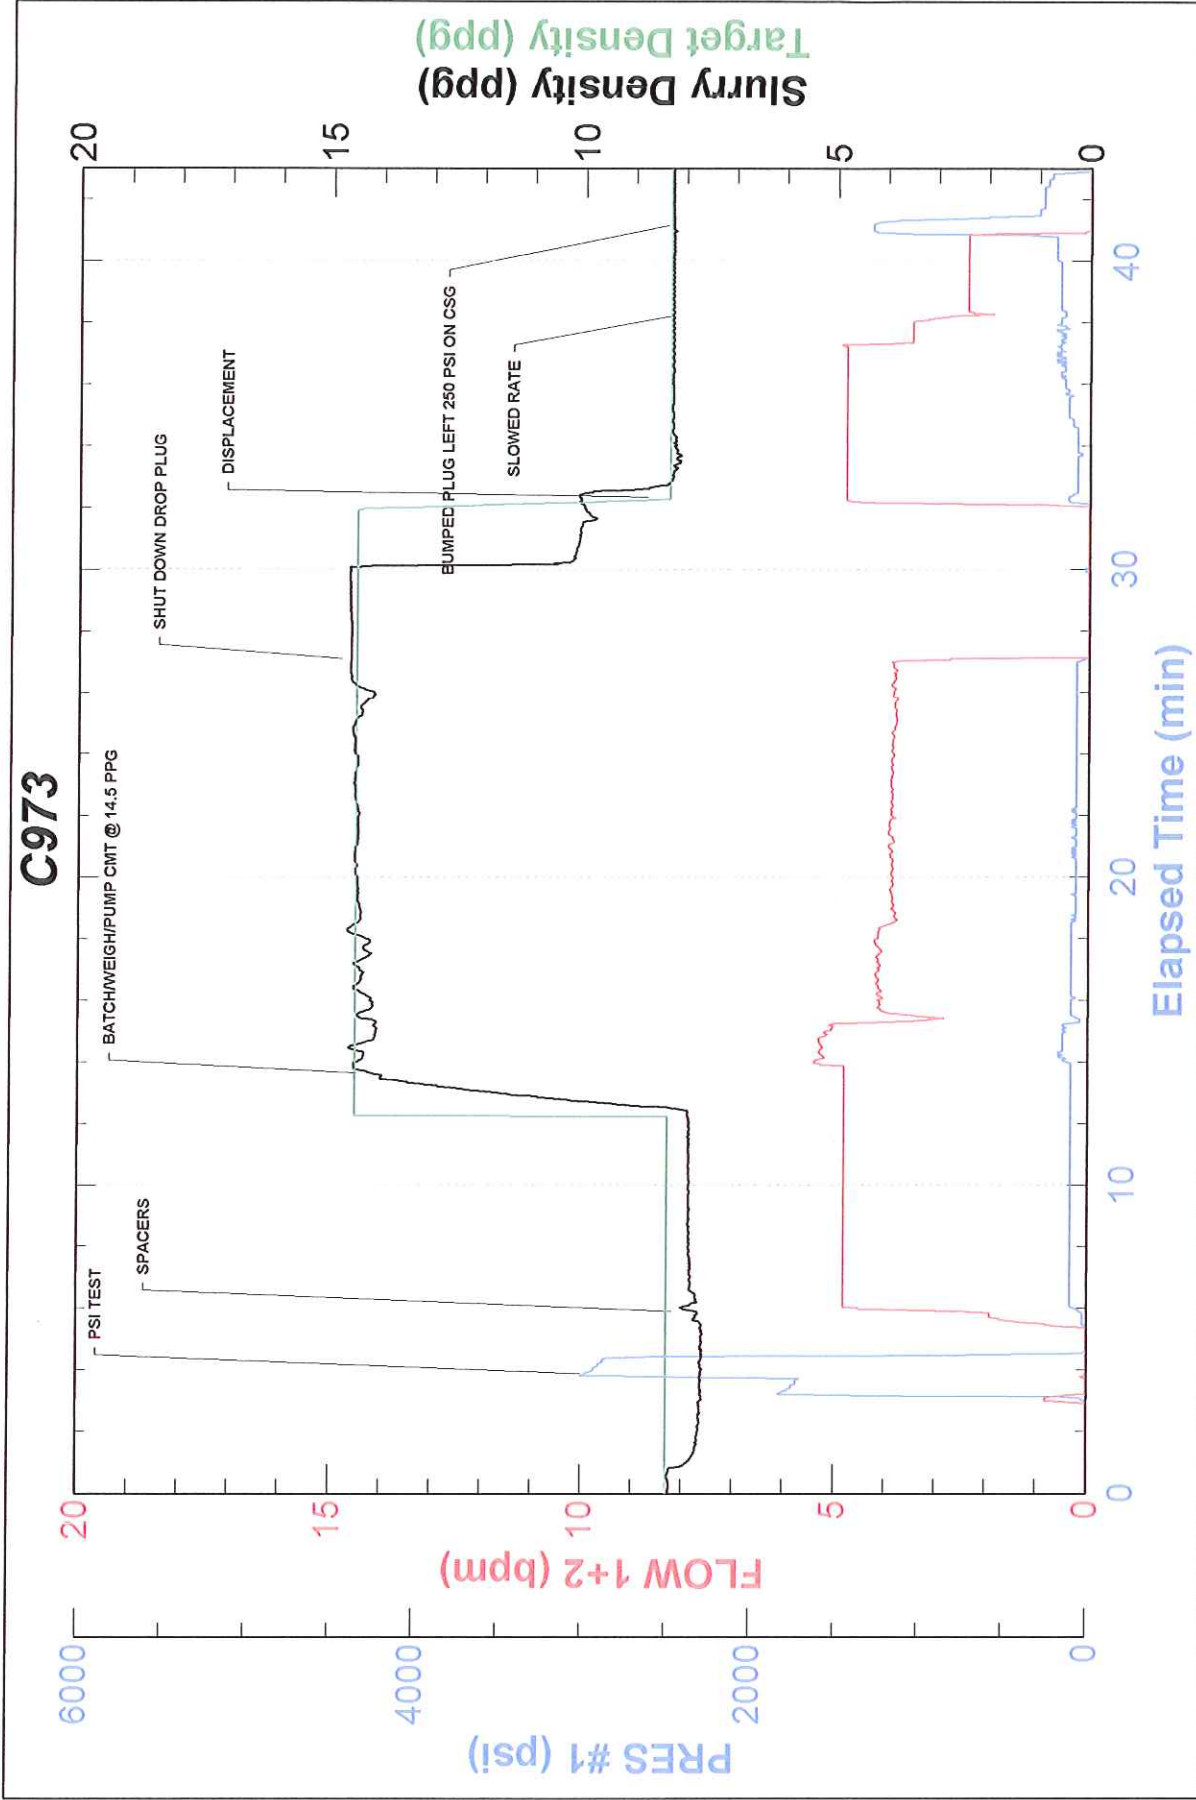 C973
PSI TEST
SPACERS
BATCH/WEIGH/PUMP CMT @ 14.5 PPG
SHUT DOWN DROP PLUG
DISPLACEMENT
BUMPED PLUG LEFT 250 PSI ON CSG
SLOWED RATE
PRES #1 (psi)
6000
4000
2000
0
FLOW 1+2 (bpm)
20
15
10
5
0
20
15
10
5
0
Slurry Density (ppg)
Target Density (ppg)
0
10
20
30
40
Elapsed Time (min)